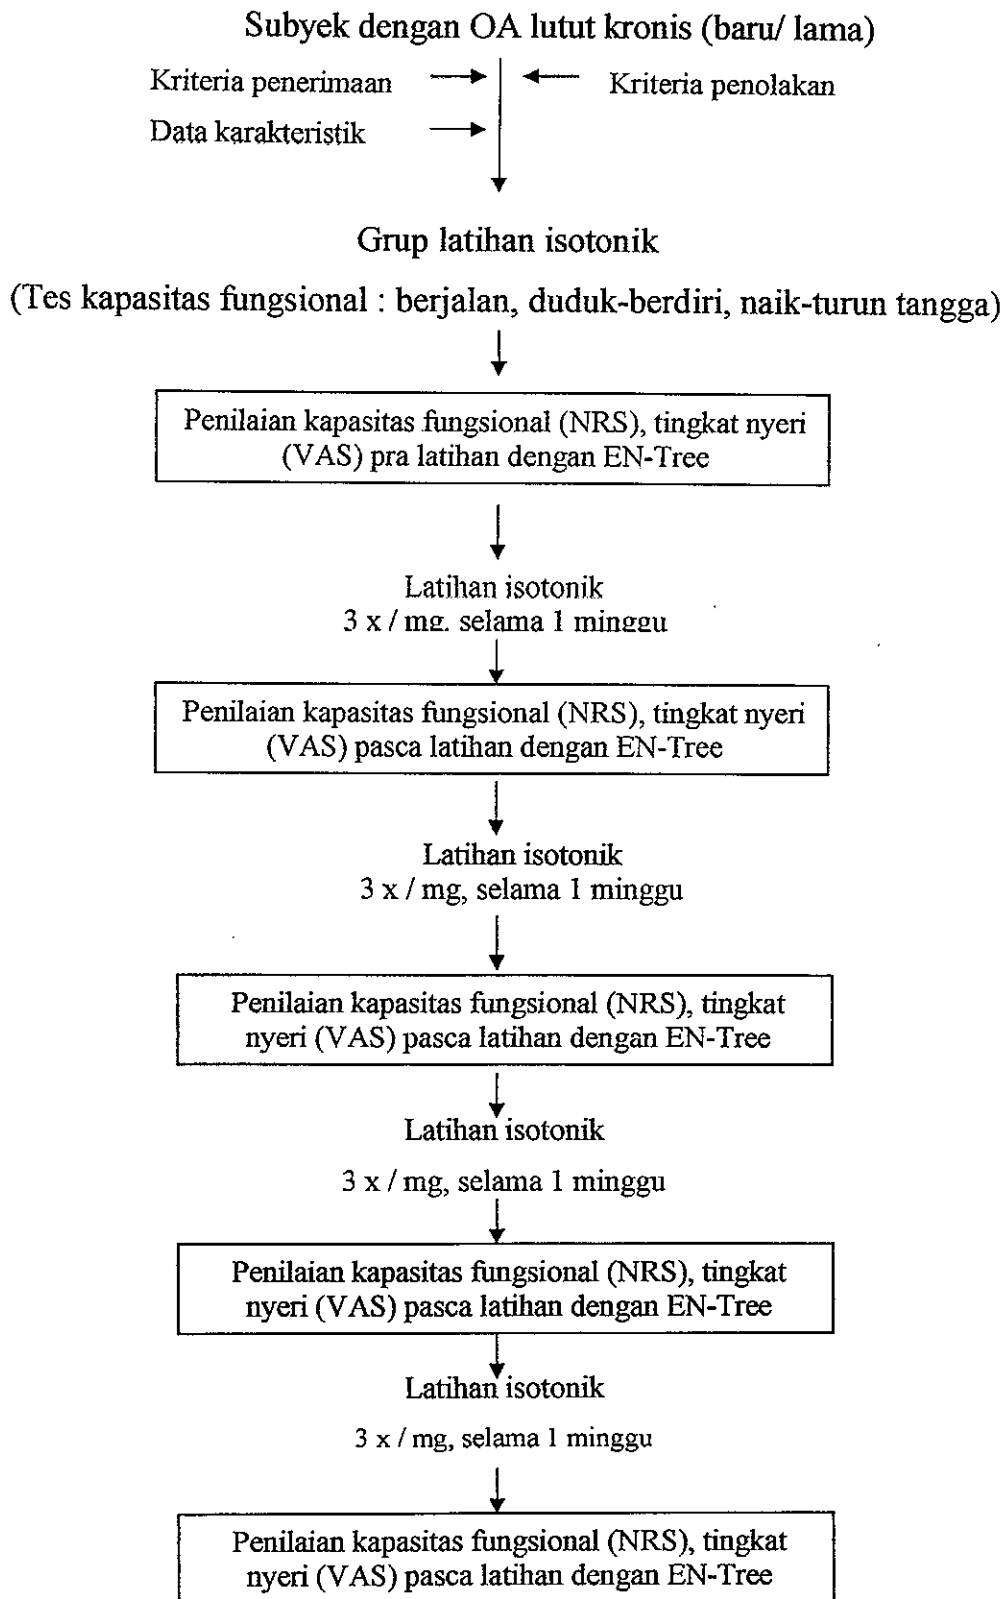 Subyek dengan OA lutut kronis (baru/ lama)
Kriteria penerimaan
Kriteria penolakan
Data karakteristik
Grup latihan isotonik
(Tes kapasitas fungsional : berjalan, duduk-berdiri, naik-turun tangga)
Penilaian kapasitas fungsional (NRS), tingkat nyeri
(VAS) pra latihan dengan EN-Tree
Latihan isotonik
3 x / mg. selama 1 minggu
Penilaian kapasitas fungsional (NRS), tingkat nyeri
(VAS) pasca latihan dengan EN-Tree
Latihan isotonik
3 x / mg, selama 1 minggu
Penilaian kapasitas fungsional (NRS), tingkat
nyeri (VAS) pasca latihan dengan EN-Tree
Latihan isotonik
3 x / mg, selama 1 minggu
Penilaian kapasitas fungsional (NRS), tingkat
nyeri (VAS) pasca latihan dengan EN-Tree
Latihan isotonik
3 x / mg, selama 1 minggu
Penilaian kapasitas fungsional (NRS), tingkat
nyeri (VAS) pasca latihan dengan EN-Tree